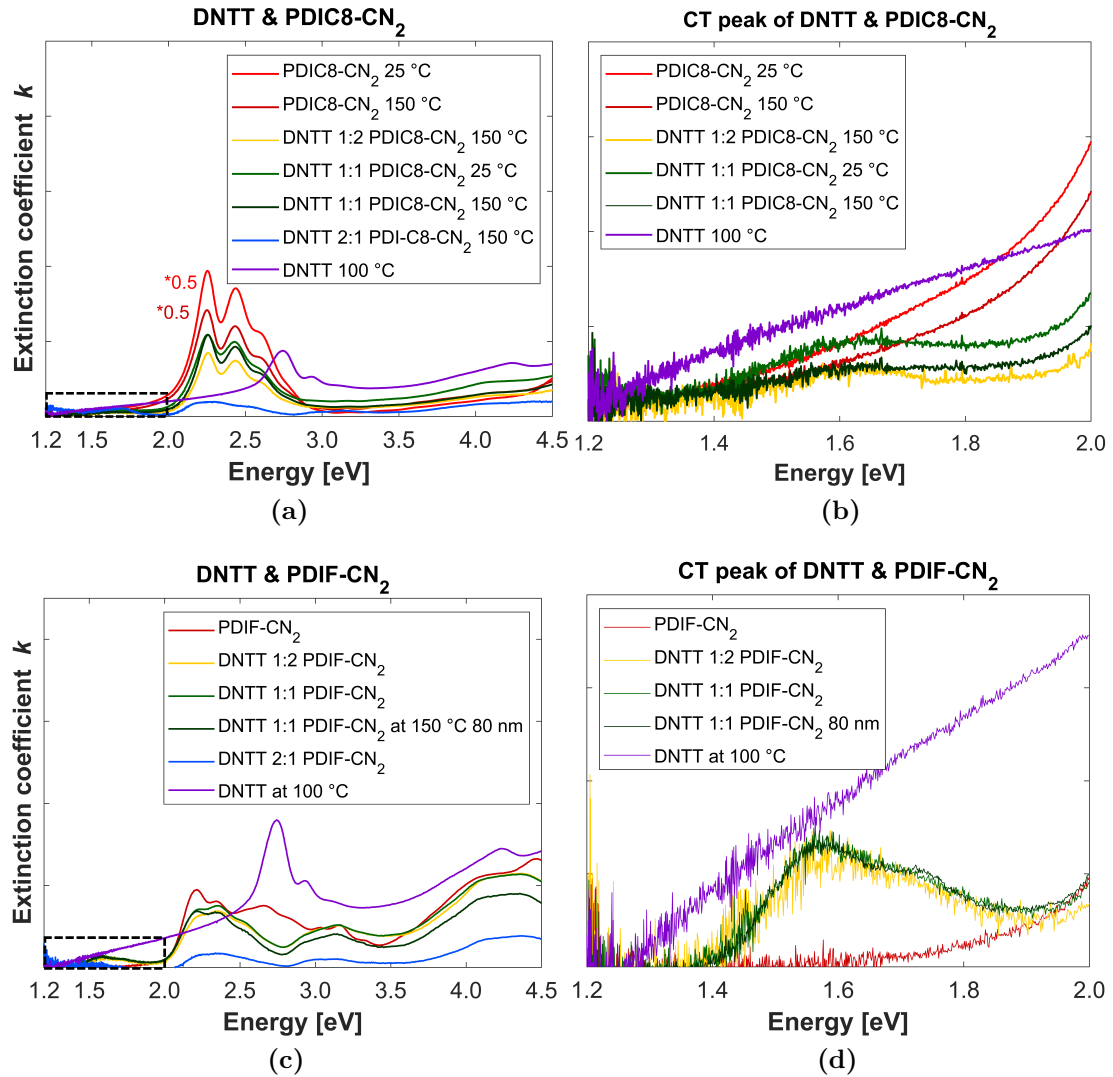 DNTT & PDIC8-CN2
Extinction coefficient k
PDIC8-CN2 25 °C
PDIC8-CN2 150 °C
DNTT 1:2 PDIC8-CN2 150 °C
DNTT 1:1 PDIC8-CN2 25 °C
DNTT 1:1 PDIC8-CN2 150 °C
DNTT 2:1 PDI-C8-CN2 150 °C
DNTT 100 °C
*0.5
*0.5
1.2 1.5 2.0 2.5 3.0 3.5 4.0 4.5
Energy [eV]
(a)
CT peak of DNTT & PDIC8-CN2
PDIC8-CN2 25 °C
PDIC8-CN2 150 °C
DNTT 1:2 PDIC8-CN2 150 °C
DNTT 1:1 PDIC8-CN2 25 °C
DNTT 1:1 PDIC8-CN2 150 °C
DNTT 100 °C
1.2 1.4 1.6 1.8 2.0
Energy [eV]
(b)
DNTT & PDIF-CN2
Extinction coefficient k
PDIF-CN2
DNTT 1:2 PDIF-CN2
DNTT 1:1 PDIF-CN2
DNTT 1:1 PDIF-CN2 at 150 °C 80 nm
DNTT 2:1 PDIF-CN2
DNTT at 100 °C
1.2 1.5 2.0 2.5 3.0 3.5 4.0 4.5
Energy [eV]
(c)
CT peak of DNTT & PDIF-CN2
PDIF-CN2
DNTT 1:2 PDIF-CN2
DNTT 1:1 PDIF-CN2
DNTT 1:1 PDIF-CN2 80 nm
DNTT at 100 °C
1.2 1.4 1.6 1.8 2.0
Energy [eV]
(d)